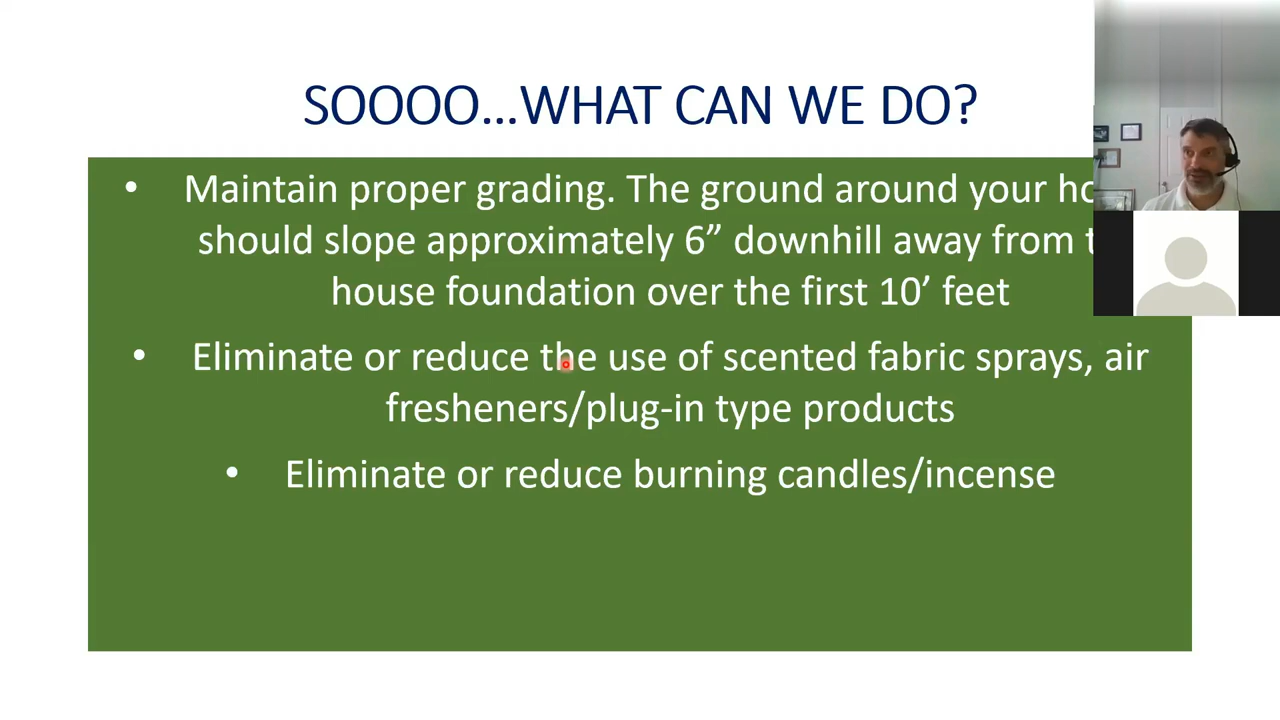 SOOOO...WHAT CAN WE DO?
• Maintain proper grading. The ground around your
should slope approximately 6” downhill away from
house foundation over the first 10’ feet
• Eliminate or reduce the use of scented fabric sprays, air
fresheners/plug-in type products
• Eliminate or reduce burning candles/incense